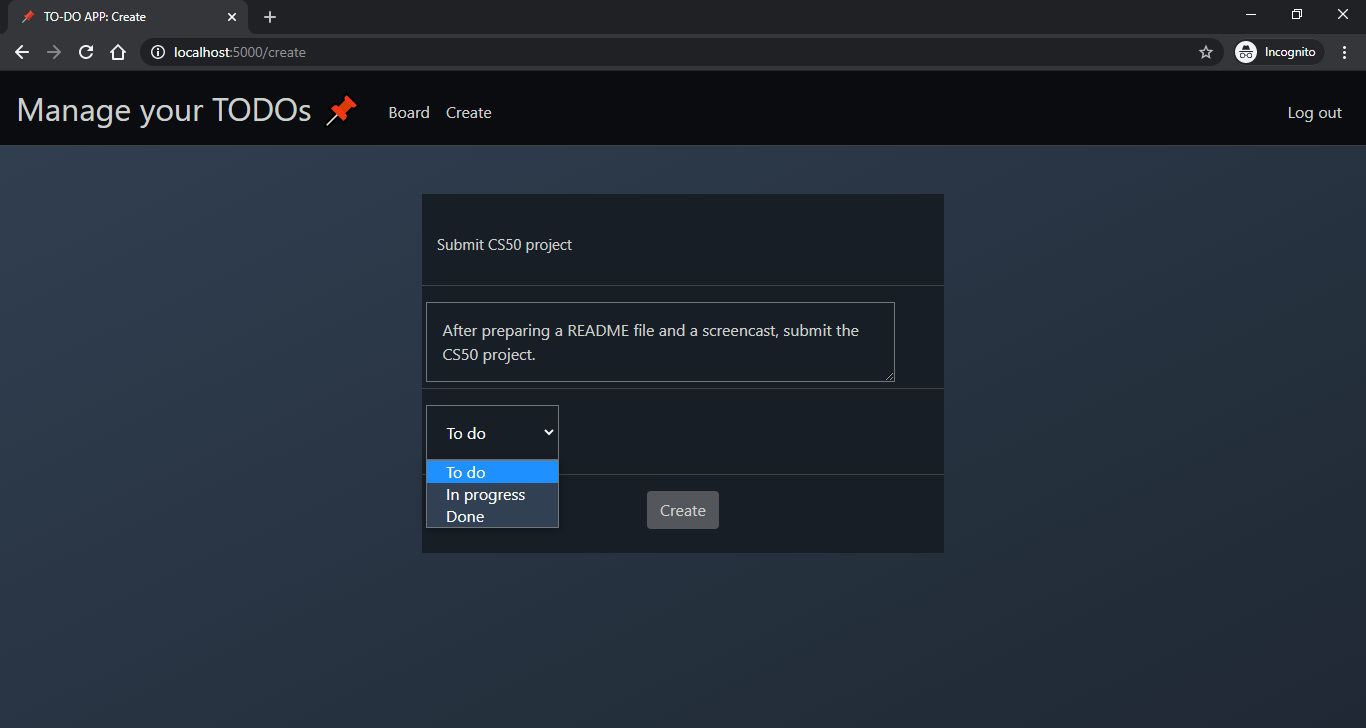 TO-DO APP: Create
localhost:5000/create
Incognito
Manage your TODOs
Board
Create
Log out
Submit CS50 project
After preparing a README file and a screencast, submit the
CS50 project.
To do
To do
In progress
Done
Create